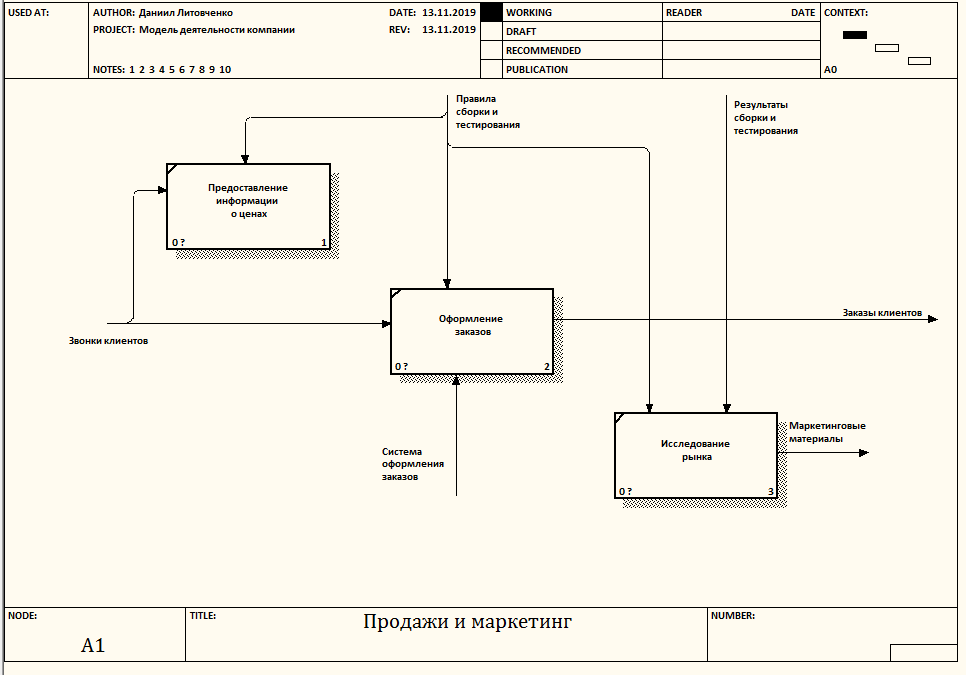 USED AT:
AUTHOR: Даниил Литовченко
DATE: 13.11.2019
PROJECT: Модель деятельности компании
REV: 13.11.2019
NOTES: 1 2 3 4 5 6 7 8 9 10
WORKING
DRAFT
RECOMMENDED
PUBLICATION
READER DATE
CONTEXT:
A0
Правила
сборки и
тестирования
Результаты
сборки и
тестирования
Предоставление
информации
о ценах
0 ? 1
Оформление
заказов
0 ? 2
Заказы клиентов
Звонки клиентов
Маркетинговые
материалы
Исследование
рынка
0 ? 3
Система
оформления
заказов
NODE:
A1
TITLE:
Продажи и маркетинг
NUMBER: